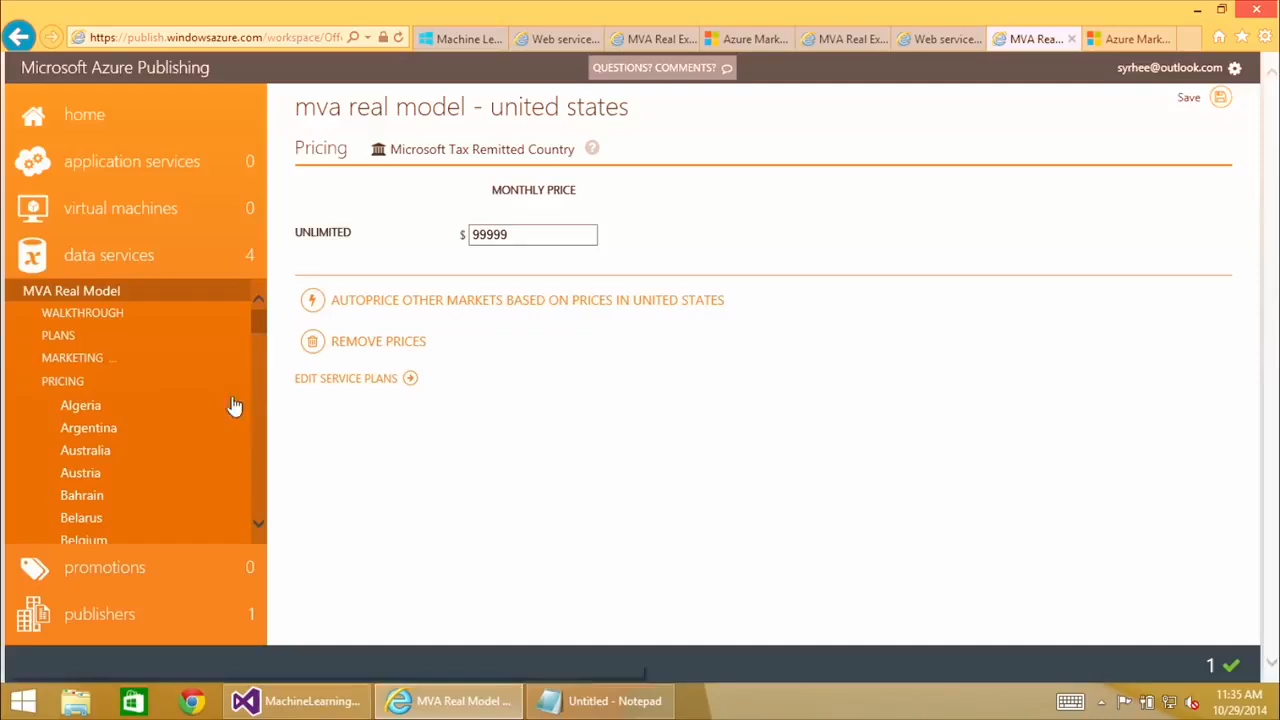 https://publish.windowsazure.com/workspace/Off
Machine Le...
Web service...
MVA Real Ex...
Azure Mark...
MVA Real Ex...
Web service...
MVA Rea...
Azure Mark...
Microsoft Azure Publishing
QUESTIONS? COMMENTS?
syrhee@outlook.com
home
application services 0
virtual machines 0
data services 4
MVA Real Model
WALKTHROUGH
PLANS
MARKETING ...
PRICING
Algeria
Argentina
Australia
Austria
Bahrain
Belarus
Belgium
promotions 0
publishers 1
mva real model - united states
Save
Pricing
Microsoft Tax Remitted Country ?
MONTHLY PRICE
UNLIMITED $ 99999
AUTOPRICE OTHER MARKETS BASED ON PRICES IN UNITED STATES
REMOVE PRICES
EDIT SERVICE PLANS
1
MachineLearning...
MVA Real Model ...
Untitled - Notepad
11:35 AM
10/29/2014